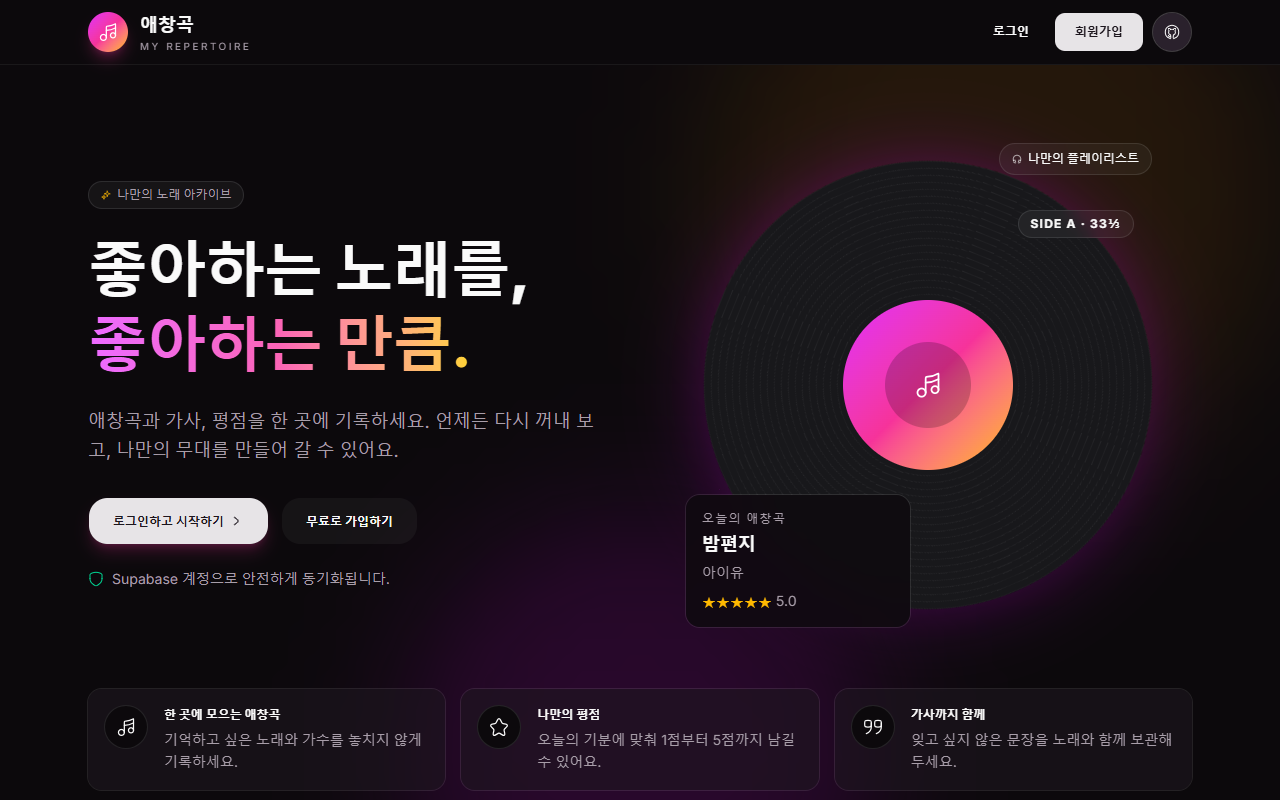 애창곡
MY REPERTOIRE
로그인
회원가입
나만의 플레이리스트
나만의 노래 아카이브
SIDE A · 33⅓
좋아하는 노래를,
좋아하는 만큼.
애창곡과 가사, 평점을 한 곳에 기록하세요. 언제든 다시 꺼내 보
고, 나만의 무대를 만들어 갈 수 있어요.
로그인하고 시작하기
무료로 가입하기
Supabase 계정으로 안전하게 동기화됩니다.
오늘의 애창곡
밤편지
아이유
★★★★★ 5.0
한 곳에 모으는 애창곡
기억하고 싶은 노래와 가수를 놓치지 않게
기록하세요.
나만의 평점
오늘의 기분에 맞춰 1점부터 5점까지 남길
수 있어요.
가사까지 함께
잊고 싶지 않은 문장을 노래와 함께 보관해
두세요.